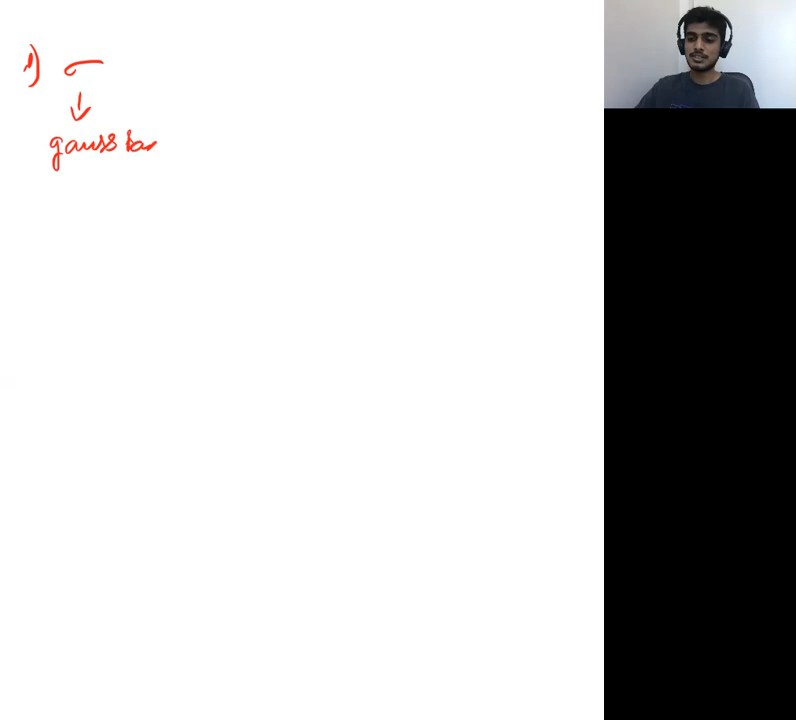 1) σ
↓
gauss